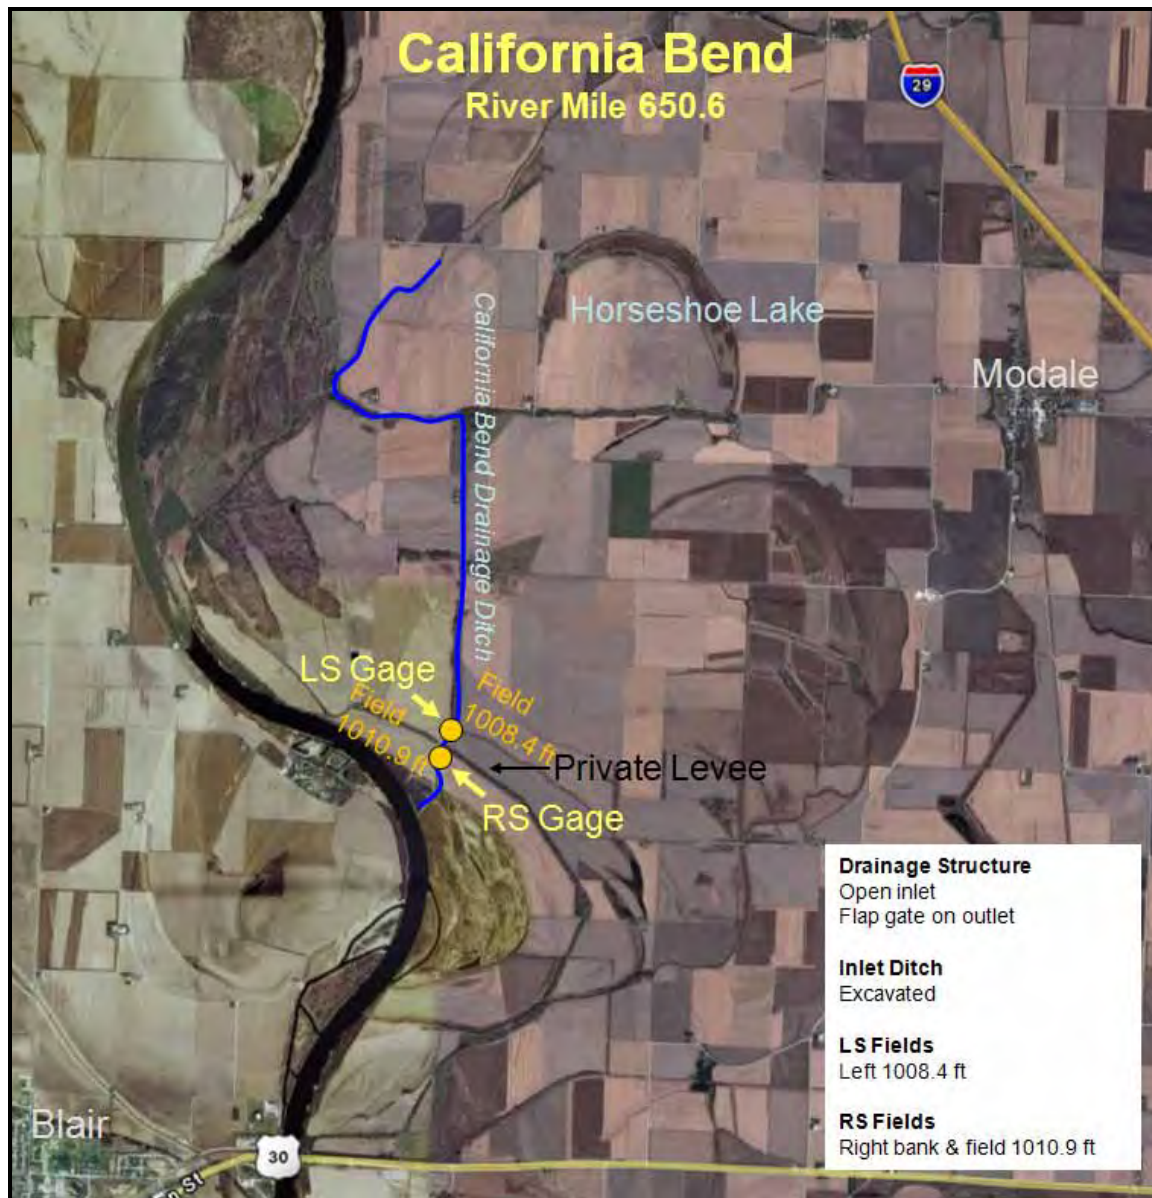 California Bend
River Mile 650.6
29
Horseshoe Lake
California Bend Drainage Ditch
Modale
LS Gage
Field
1008.4 ft
Field
1010.9 ft
Private Levee
RS Gage
Drainage Structure
Open inlet
Flap gate on outlet
Inlet Ditch
Excavated
LS Fields
Left 1008.4 ft
RS Fields
Right bank & field 1010.9 ft
Blair
30
St